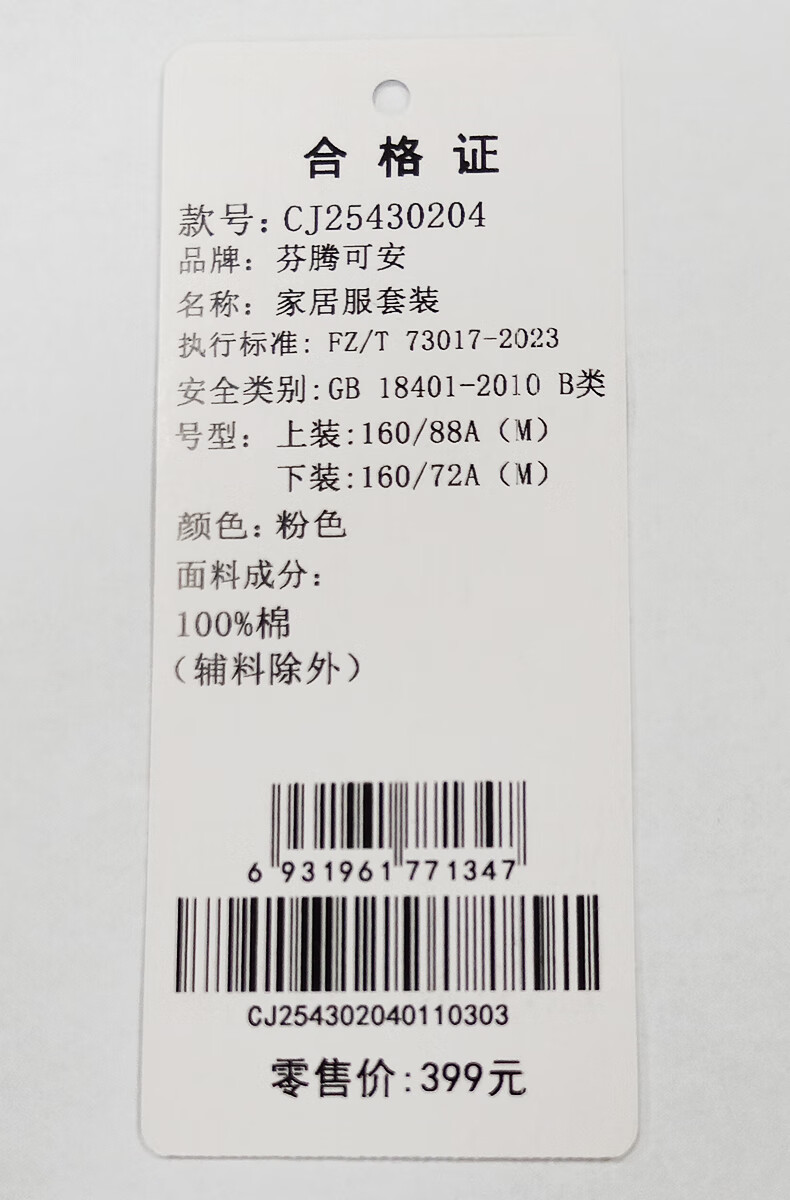 合格证
款号：CJ25430204
品牌：芬腾可安
名称：家居服套装
执行标准：FZ/T 73017-2023
安全类别:GB 18401-2010 B类
号型：上装:160/88A（M）
下装:160/72A（M）
颜色：粉色
面料成分：
100%棉
（辅料除外）
6 931961 771347
CJ254302040110303
零售价:399元